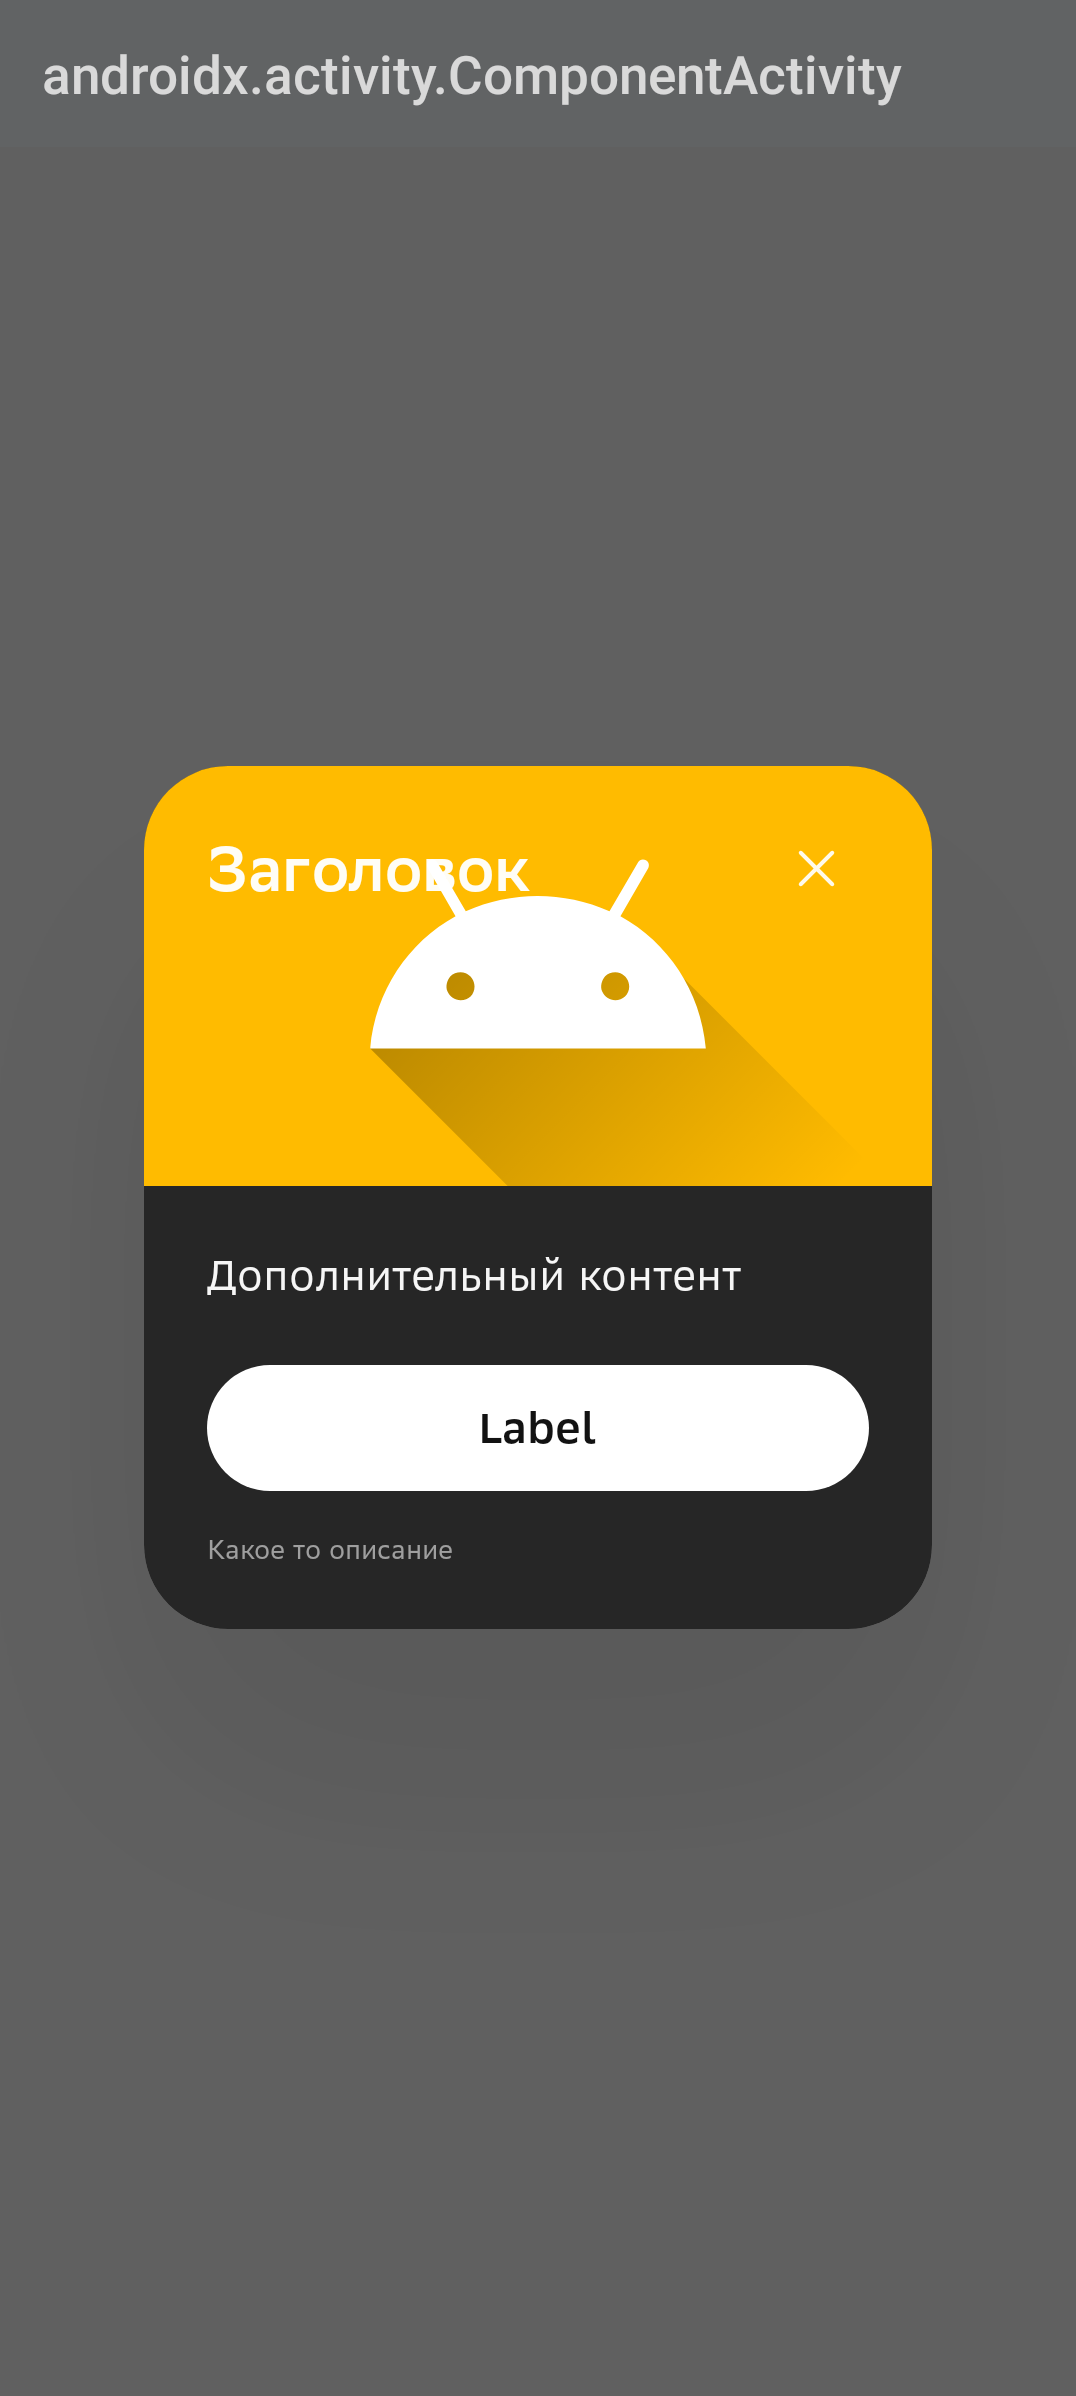 androidx.activity.ComponentActivity
Заголовок
Дополнительный контент
Label
Какое то описание